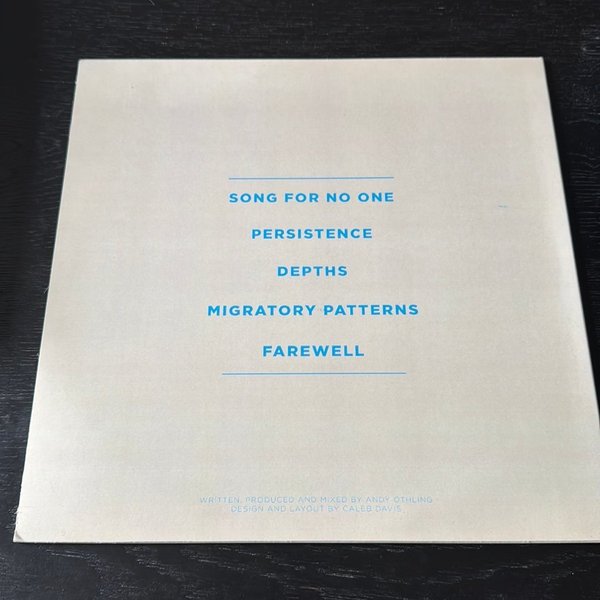 SONG FOR NO ONE
PERSISTENCE
DEPTHS
MIGRATORY PATTERNS
FAREWELL
WRITTEN, PRODUCED AND MIXED BY ANDY OTHLING
DESIGN AND LAYOUT BY CALEB DAVIS